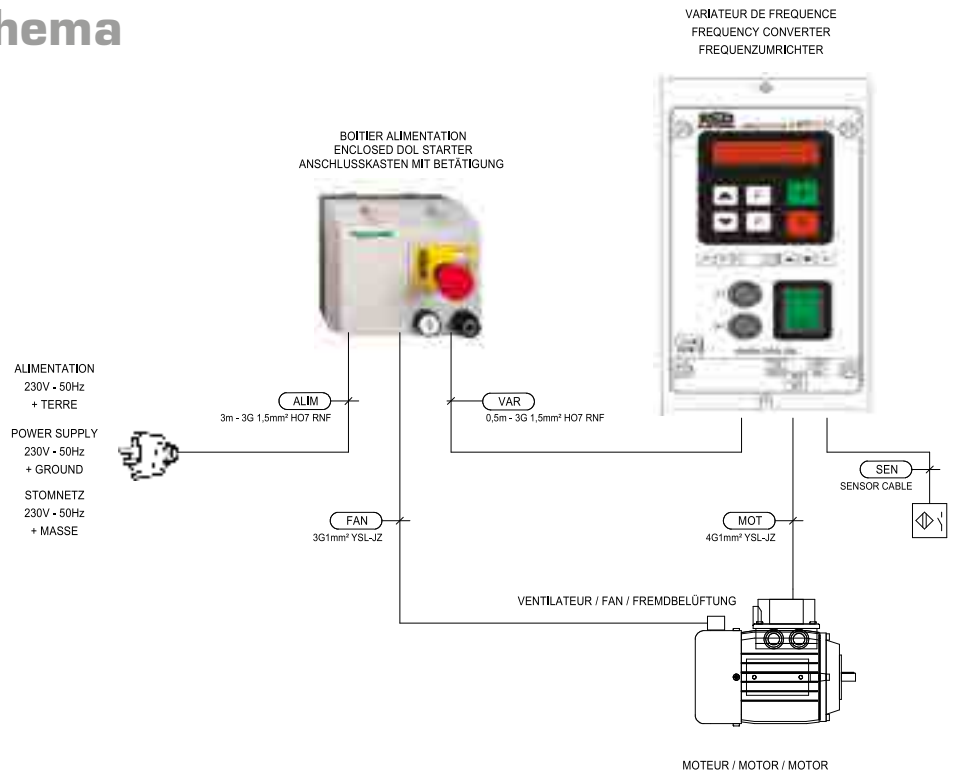 hema
VARIATEUR DE FREQUENCE
FREQUENCY CONVERTER
FREQUENZUMRICHTER
BOITIER ALIMENTATION
ENCLOSED DOL STARTER
ANSCHLUSSKASTEN MIT BETÄTIGUNG
ALIMENTATION
230V - 50Hz
+ TERRE
POWER SUPPLY
230V - 50Hz
+ GROUND
STOMNETZ
230V - 50Hz
+ MASSE
ALIM
3m - 3G 1,5mm² HO7 RNF
VAR
0,5m - 3G 1,5mm² HO7 RNF
SEN
SENSOR CABLE
FAN
3G1mm² YSL-JZ
MOT
4G1mm² YSL-JZ
VENTILATEUR / FAN / FREMDBELÜFTUNG
MOTEUR / MOTOR / MOTOR